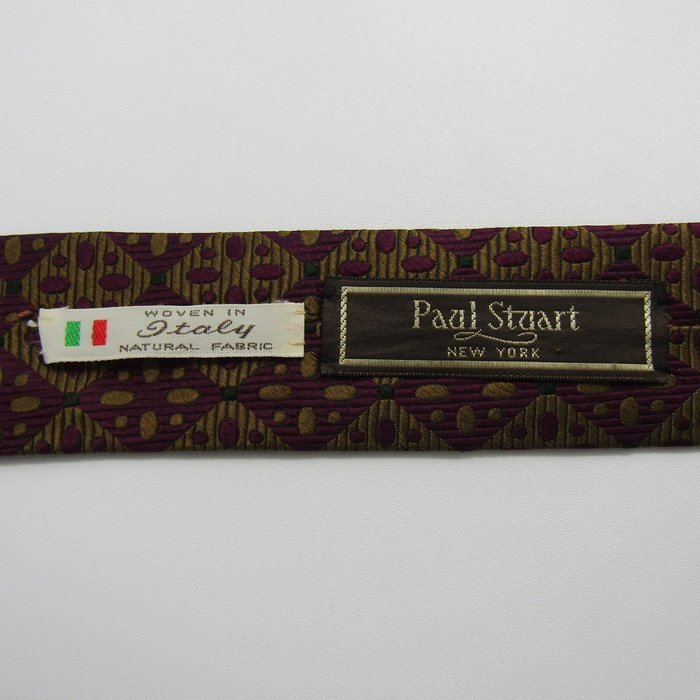 WOVEN IN
Italy
NATURAL FABRIC
Paul Stuart
NEW YORK